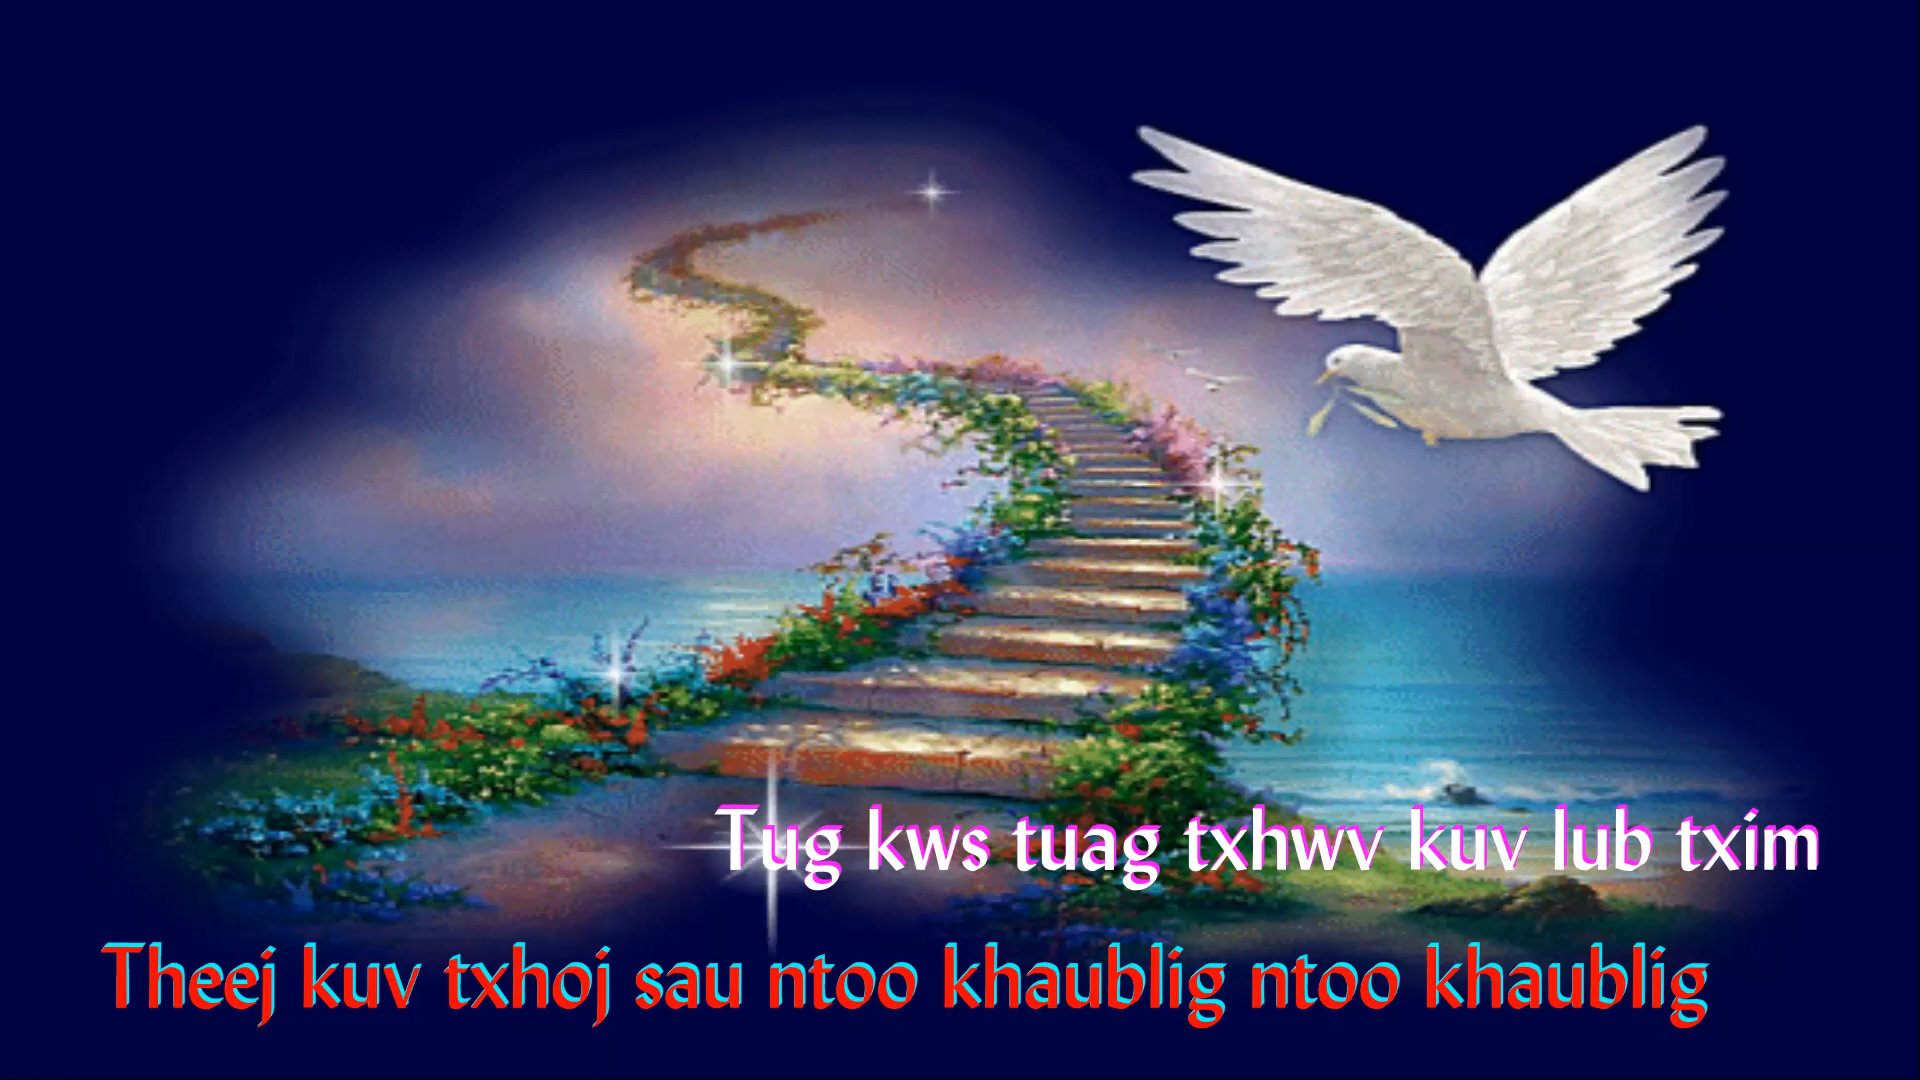 Tug kws tuag txhwv kuv lub txim
Theej kuv txhoj sau ntoo khaublig ntoo khaublig